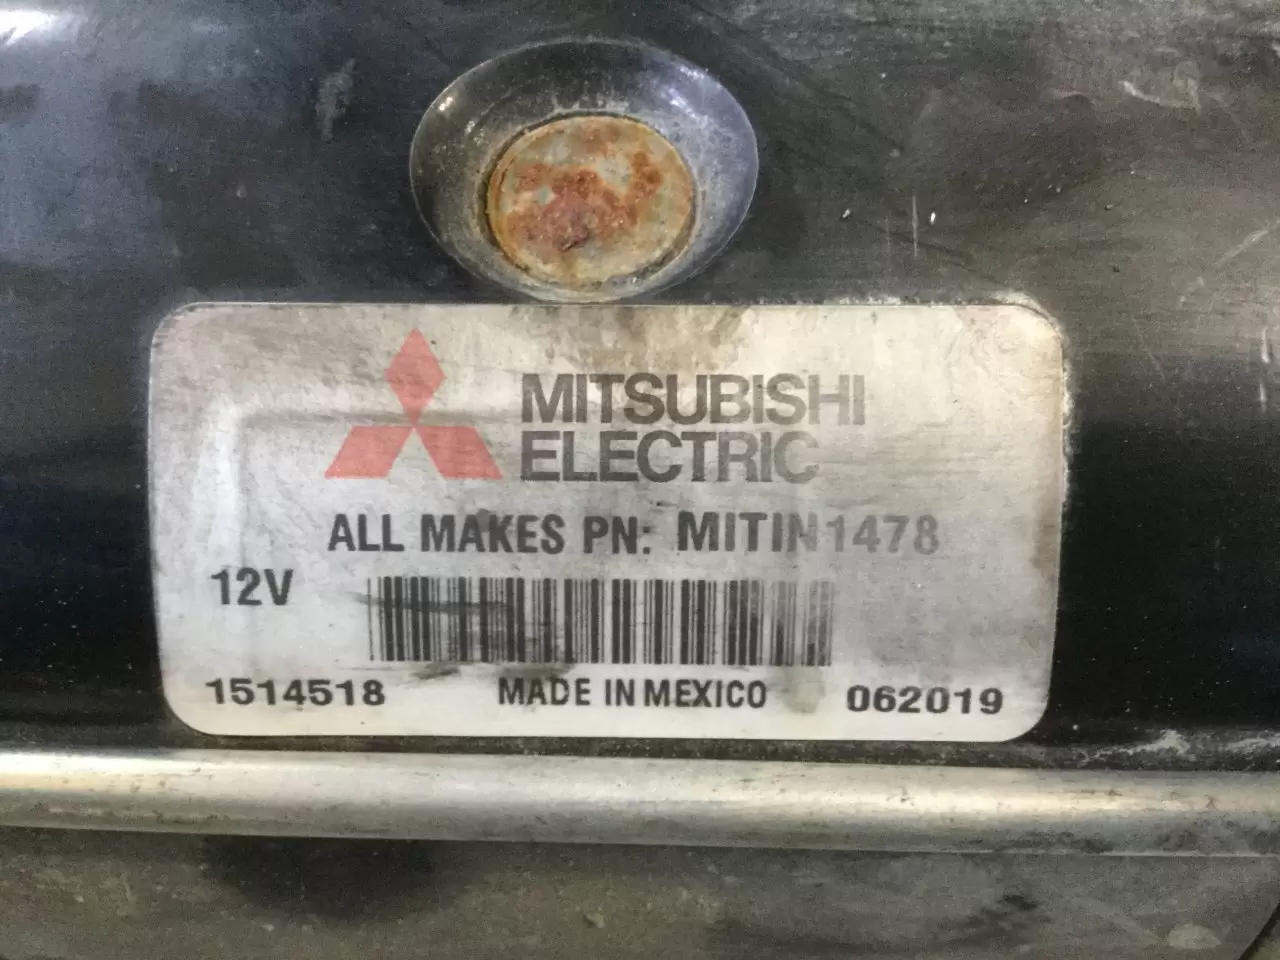 MITSUBISHI
ELECTRIC
ALL MAKES PN: MITIN1478
12V
1514518 MADE IN MEXICO 062019